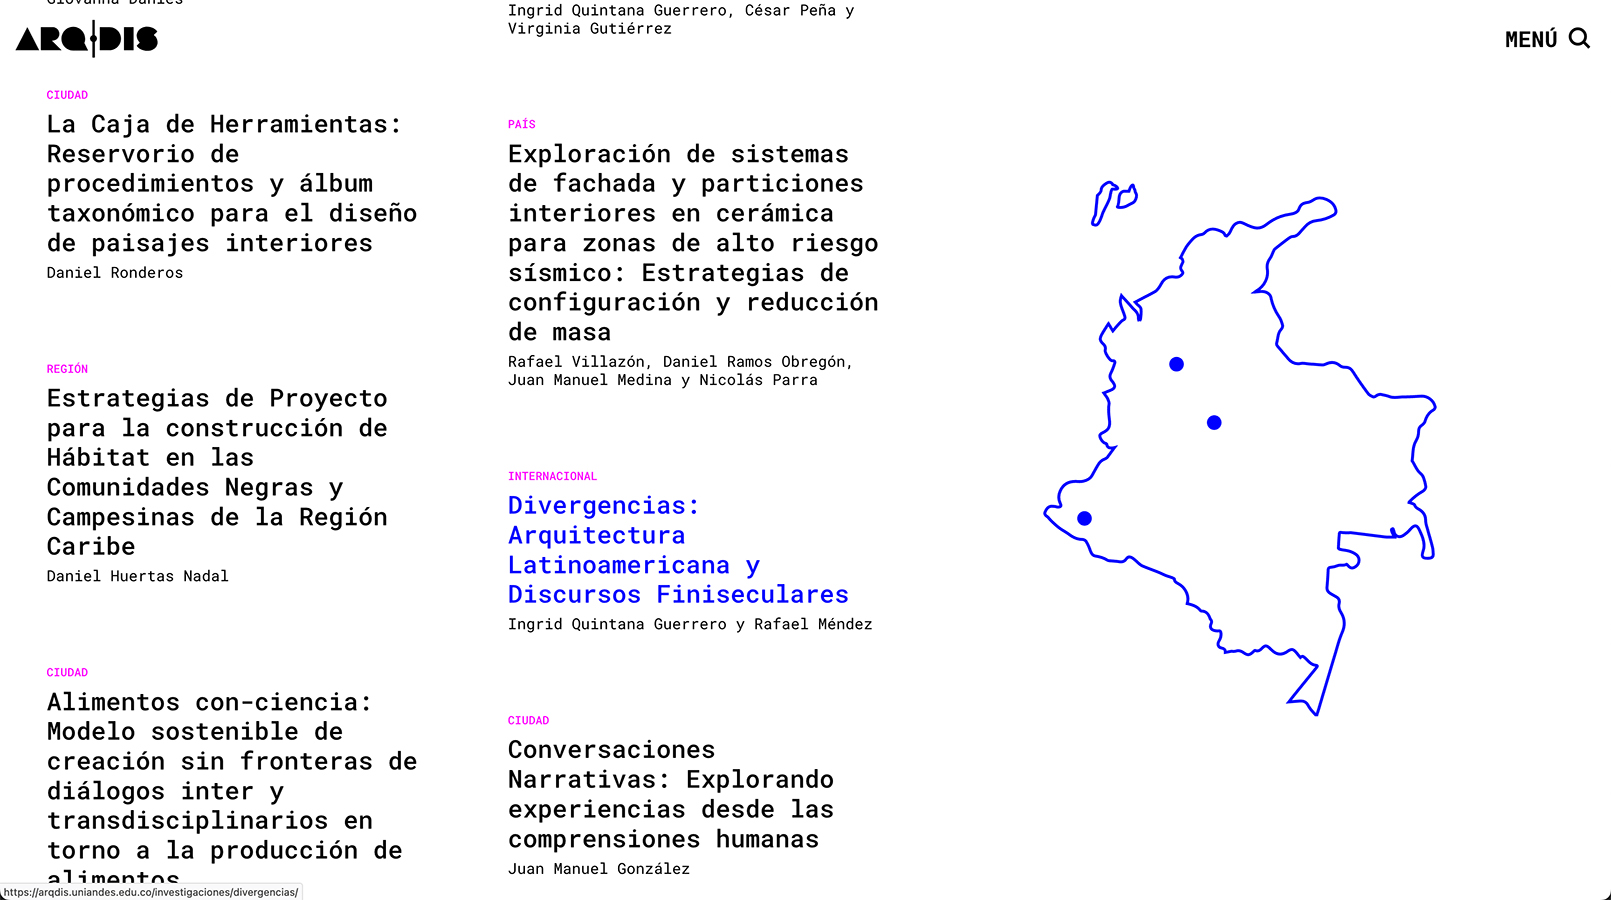 Giovanna Danies
ARQDIS
MENÚ
CIUDAD
La Caja de Herramientas:
Reservorio de
procedimientos y álbum
taxonómico para el diseño
de paisajes interiores
Daniel Ronderos
REGIÓN
Estrategias de Proyecto
para la construcción de
Hábitat en las
Comunidades Negras y
Campesinas de la Región
Caribe
Daniel Huertas Nadal
CIUDAD
Alimentos con-ciencia:
Modelo sostenible de
creación sin fronteras de
diálogos inter y
transdisciplinarios en
torno a la producción de
alimentos
Ingrid Quintana Guerrero, César Peña y
Virginia Gutiérrez
PAÍS
Exploración de sistemas
de fachada y particiones
interiores en cerámica
para zonas de alto riesgo
sísmico: Estrategias de
configuración y reducción
de masa
Rafael Villazón, Daniel Ramos Obregón,
Juan Manuel Medina y Nicolás Parra
INTERNACIONAL
Divergencias:
Arquitectura
Latinoamericana y
Discursos Finiseculares
Ingrid Quintana Guerrero y Rafael Méndez
CIUDAD
Conversaciones
Narrativas: Explorando
experiencias desde las
comprensiones humanas
Juan Manuel González
https://arqdis.uniandes.edu.co/investigaciones/divergencias/